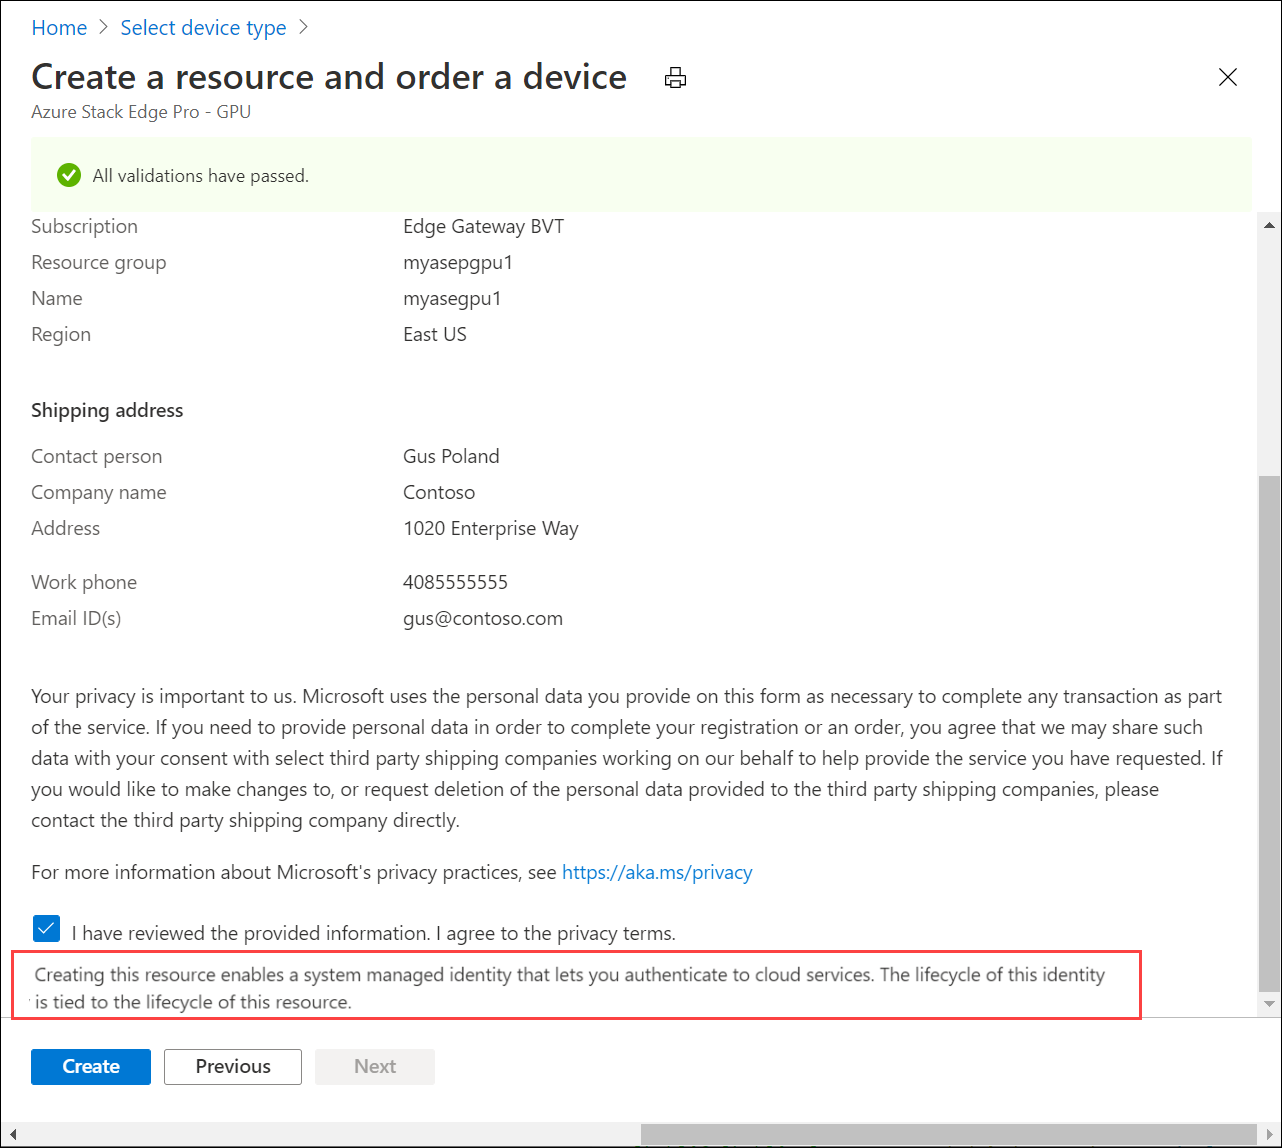 Home > Select device type >
Create a resource and order a device
Azure Stack Edge Pro - GPU
All validations have passed.
Subscription Edge Gateway BVT
Resource group myasepgpu1
Name myasegpu1
Region East US
Shipping address
Contact person Gus Poland
Company name Contoso
Address 1020 Enterprise Way
Work phone 4085555555
Email ID(s) gus@contoso.com
Your privacy is important to us. Microsoft uses the personal data you provide on this form as necessary to complete any transaction as part
of the service. If you need to provide personal data in order to complete your registration or an order, you agree that we may share such
data with your consent with select third party shipping companies working on our behalf to help provide the service you have requested. If
you would like to make changes to, or request deletion of the personal data provided to the third party shipping companies, please
contact the third party shipping company directly.
For more information about Microsoft's privacy practices, see https://aka.ms/privacy
I have reviewed the provided information. I agree to the privacy terms.
Creating this resource enables a system managed identity that lets you authenticate to cloud services. The lifecycle of this identity
is tied to the lifecycle of this resource.
Create Previous Next